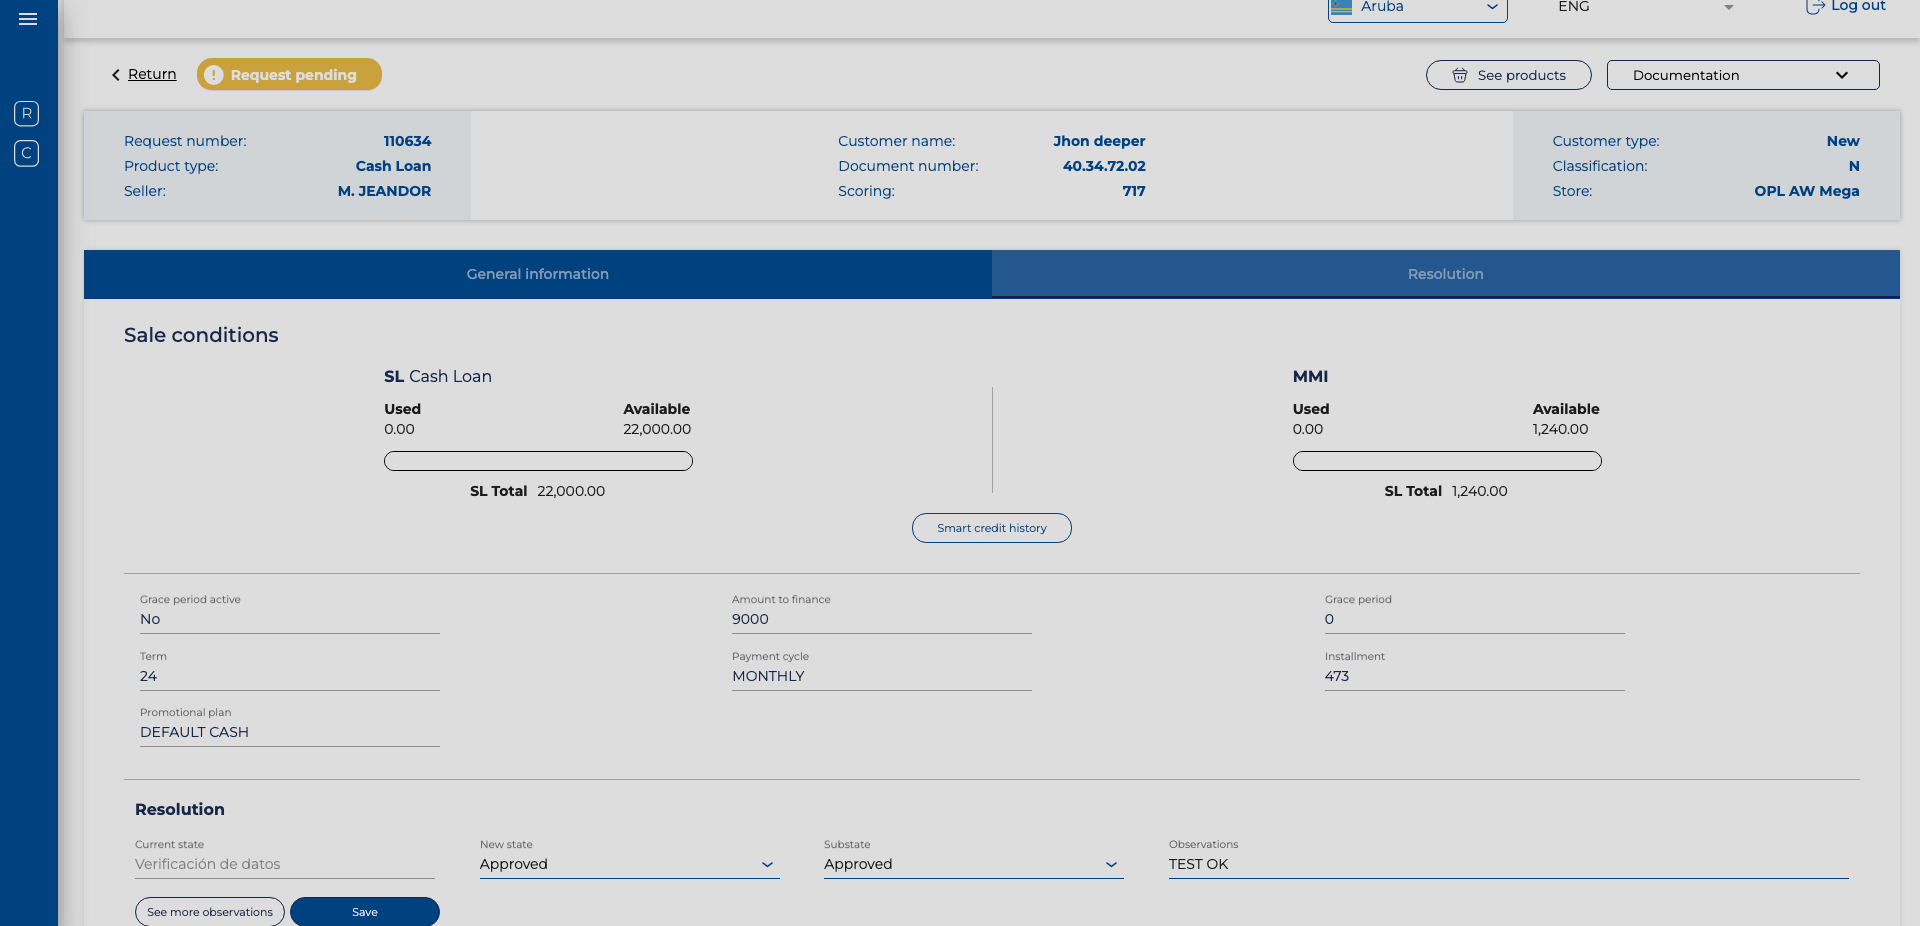 Aruba
ENG
Log out
Return
Request pending
See products
Documentation
R
C
Request number: 110634
Product type: Cash Loan
Seller: M. JEANDOR
Customer name: Jhon deeper
Document number: 40.34.72.02
Scoring: 717
Customer type: New
Classification: N
Store: OPL AW Mega
General information
Resolution
Sale conditions
SL Cash Loan
Used Available
0.00 22,000.00
SL Total 22,000.00
MMI
Used Available
0.00 1,240.00
SL Total 1,240.00
Smart credit history
Grace period active
No
Amount to finance
9000
Grace period
0
Term
24
Payment cycle
MONTHLY
Installment
473
Promotional plan
DEFAULT CASH
Resolution
Current state
Verificación de datos
New state
Approved
Substate
Approved
Observations
TEST OK
See more observations
Save